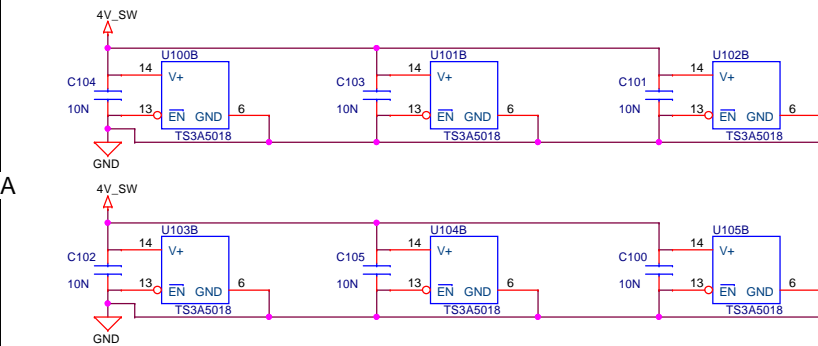 4V_SW
U100B
U101B
U102B
14 V+
14 V+
14 V+
C104
C103
C101
10N
13 EN GND 6
10N
13 EN GND 6
10N
13 EN GND 6
TS3A5018
TS3A5018
TS3A5018
GND
A
4V_SW
U103B
U104B
U105B
14 V+
14 V+
14 V+
C102
C105
C100
10N
13 EN GND 6
10N
13 EN GND 6
10N
13 EN GND 6
TS3A5018
TS3A5018
TS3A5018
GND